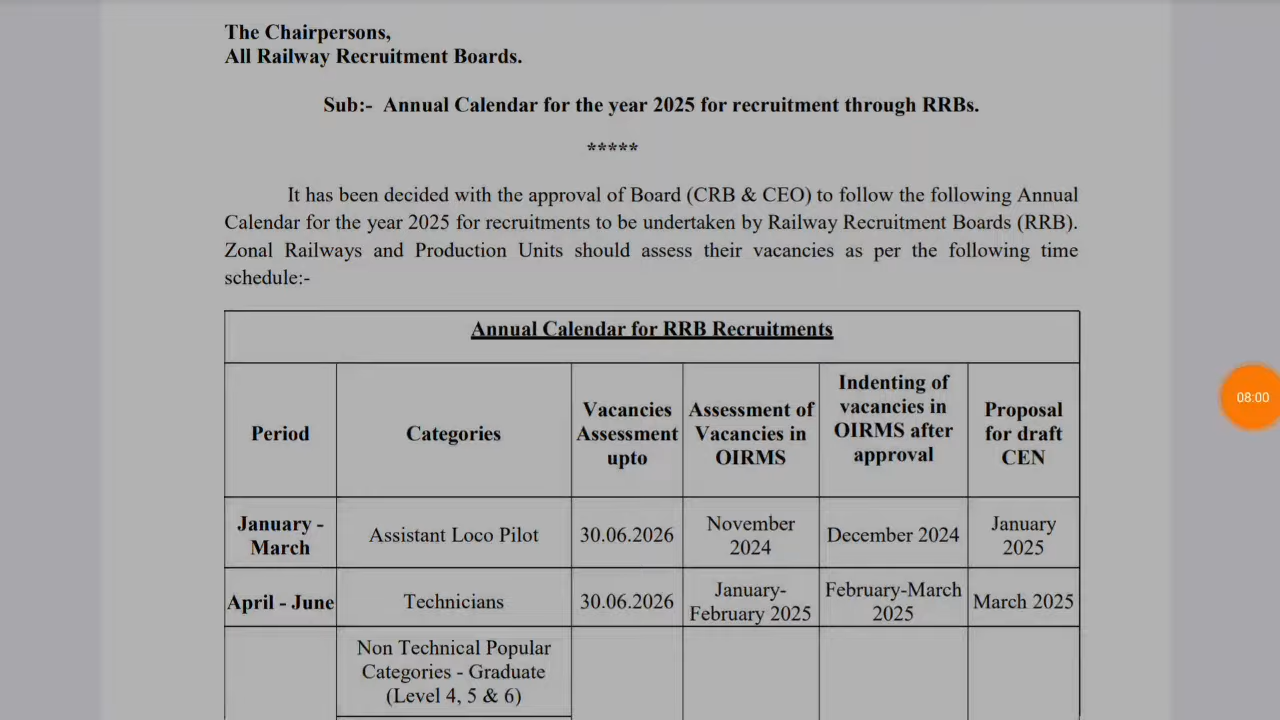 The Chairpersons,
All Railway Recruitment Boards.
Sub:- Annual Calendar for the year 2025 for recruitment through RRBs.
*****
It has been decided with the approval of Board (CRB & CEO) to follow the following Annual
Calendar for the year 2025 for recruitments to be undertaken by Railway Recruitment Boards (RRB).
Zonal Railways and Production Units should assess their vacancies as per the following time
schedule:-
Annual Calendar for RRB Recruitments
Period
Categories
Vacancies
Assessment
upto
Assessment of
Vacancies in
OIRMS
Indenting of
vacancies in
OIRMS after
approval
Proposal
for draft
CEN
January -
March
Assistant Loco Pilot
30.06.2026
November
2024
December 2024
January
2025
April - June
Technicians
30.06.2026
January-
February 2025
February-March
2025
March 2025
Non Technical Popular
Categories - Graduate
(Level 4, 5 & 6)
08:00